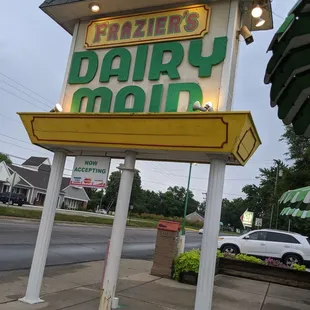 FRAZIER'S
DAIRY
MAID
NOW
ACCEPTING